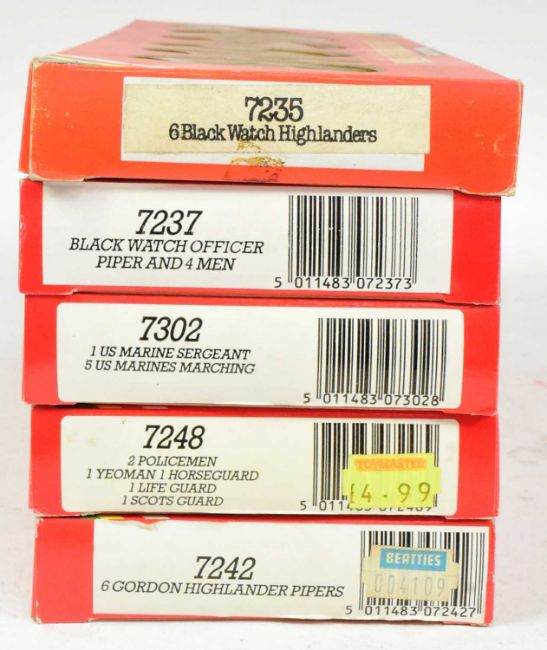 7235
6 Black Watch Highlanders
7237
BLACK WATCH OFFICER
PIPER AND 4 MEN
5 011483 072373
7302
1 US MARINE SERGEANT
5 US MARINES MARCHING
5 011483 073028
7248
2 POLICEMEN
1 YEOMAN 1 HORSEGUARD
1 LIFE GUARD
1 SCOTS GUARD
TOYMASTER
£4.99
7242
6 GORDON HIGHLANDER PIPERS
BEATTIES
004109
5 011483 072427